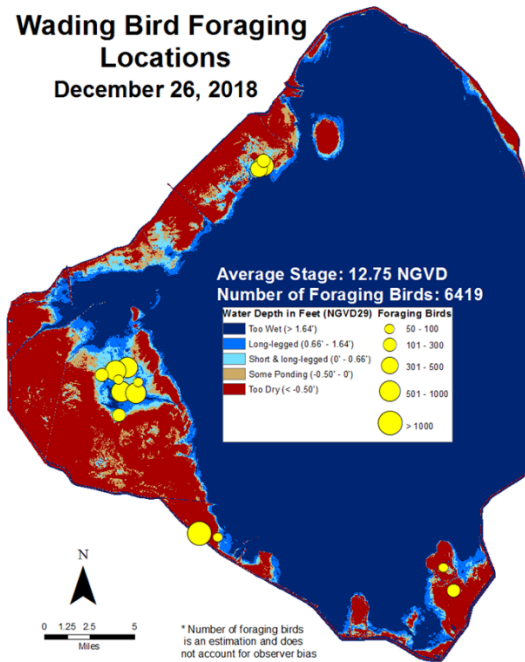 Wading Bird Foraging
Locations
December 26, 2018
Average Stage: 12.75 NGVD
Number of Foraging Birds: 6419
Water Depth in Feet (NGVD29)
Too Wet (> 1.64')
Long-legged (0.66' - 1.64')
Short & long-legged (0' - 0.66')
Some Ponding (-0.50' - 0')
Too Dry (< -0.50')
Foraging Birds
50 - 100
101 - 300
301 - 500
501 - 1000
> 1000
N
0 1.25 2.5 5
Miles
* Number of foraging birds
is an estimation and does
not account for observer bias